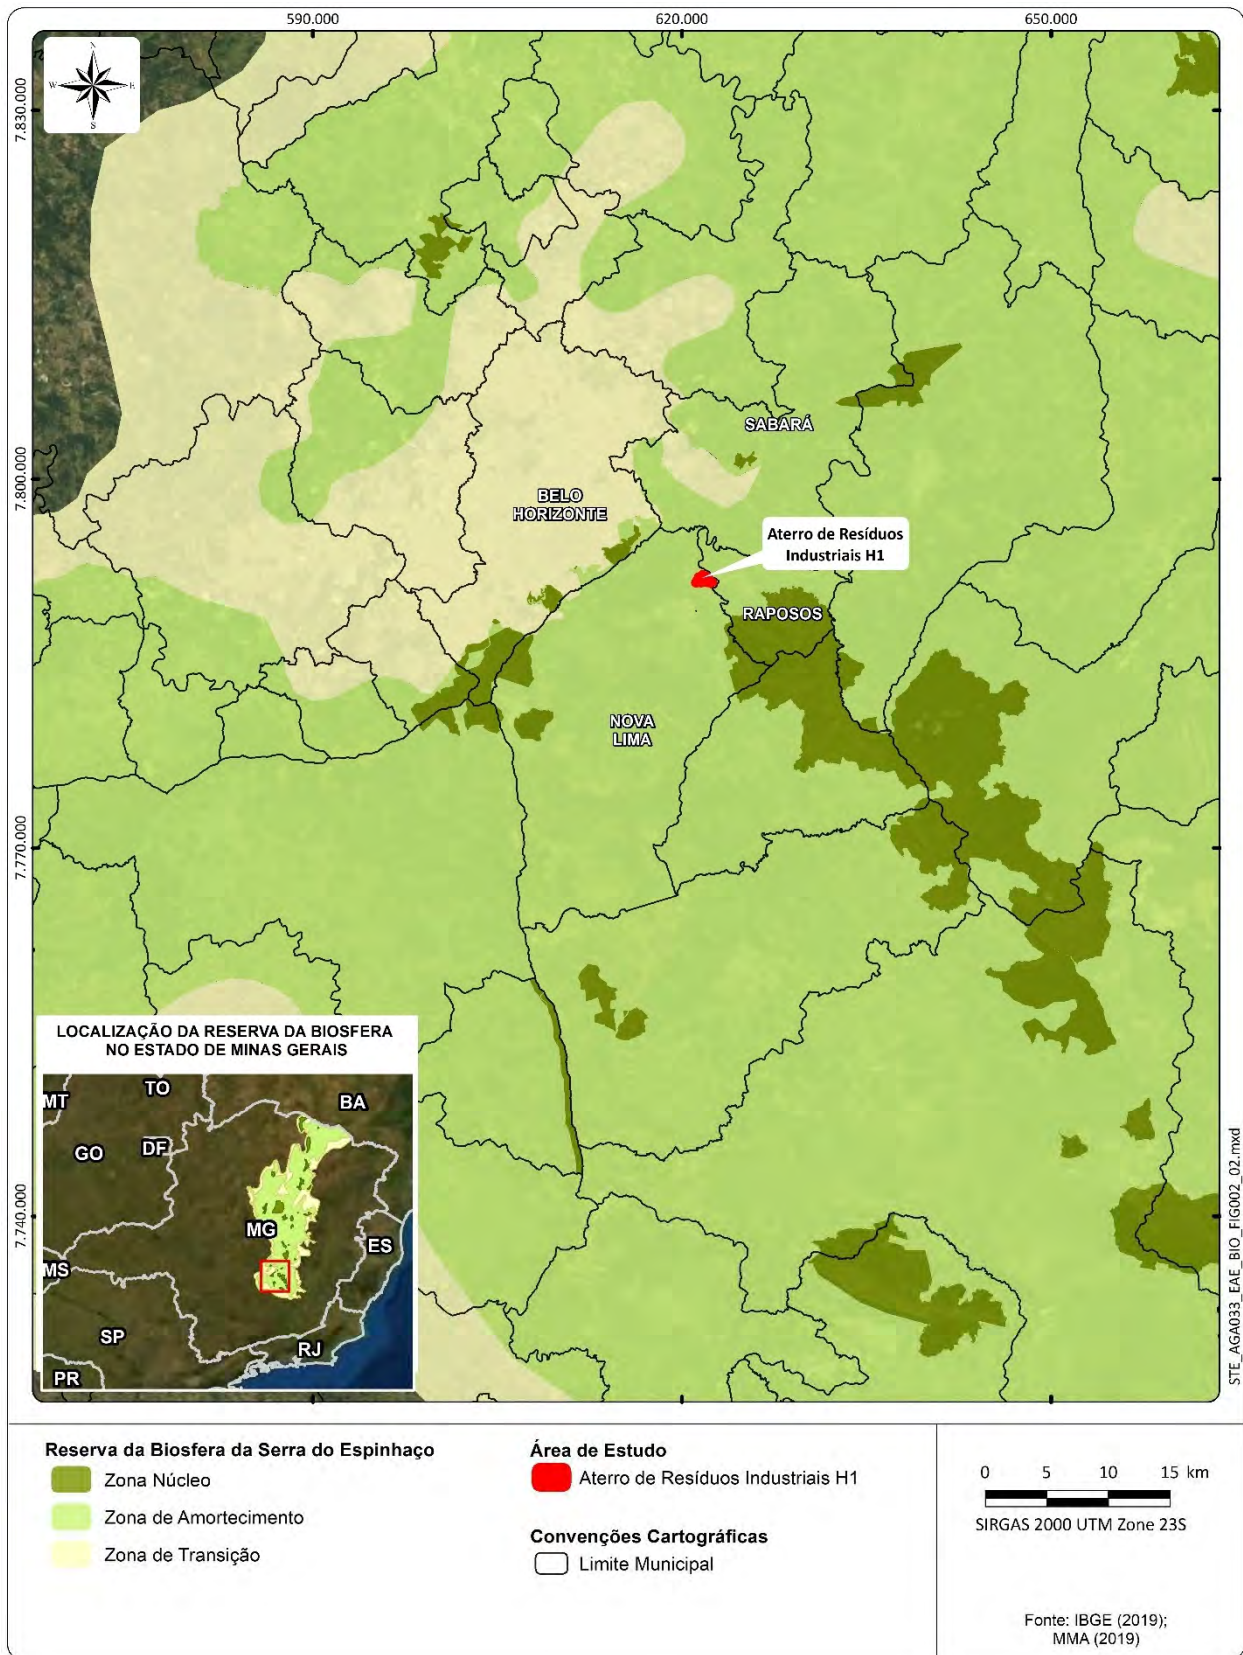 590.000
620.000
650.000
N
W
E
S
7.830.000
7.800.000
7.770.000
7.740.000
SABARÁ
BELO
HORIZONTE
Aterro de Resíduos
Industriais H1
RAPOSOS
NOVA
LIMA
LOCALIZAÇÃO DA RESERVA DA BIOSFERA
NO ESTADO DE MINAS GERAIS
MT
TO
BA
GO
DF
MG
ES
MS
SP
RJ
PR
STE_AGA033_EAE_BIO_FIG002_02.mxd
Reserva da Biosfera da Serra do Espinhaço
Zona Núcleo
Zona de Amortecimento
Zona de Transição
Área de Estudo
Aterro de Resíduos Industriais H1
Convenções Cartográficas
Limite Municipal
0 5 10 15 km
SIRGAS 2000 UTM Zone 23S
Fonte: IBGE (2019);
MMA (2019)